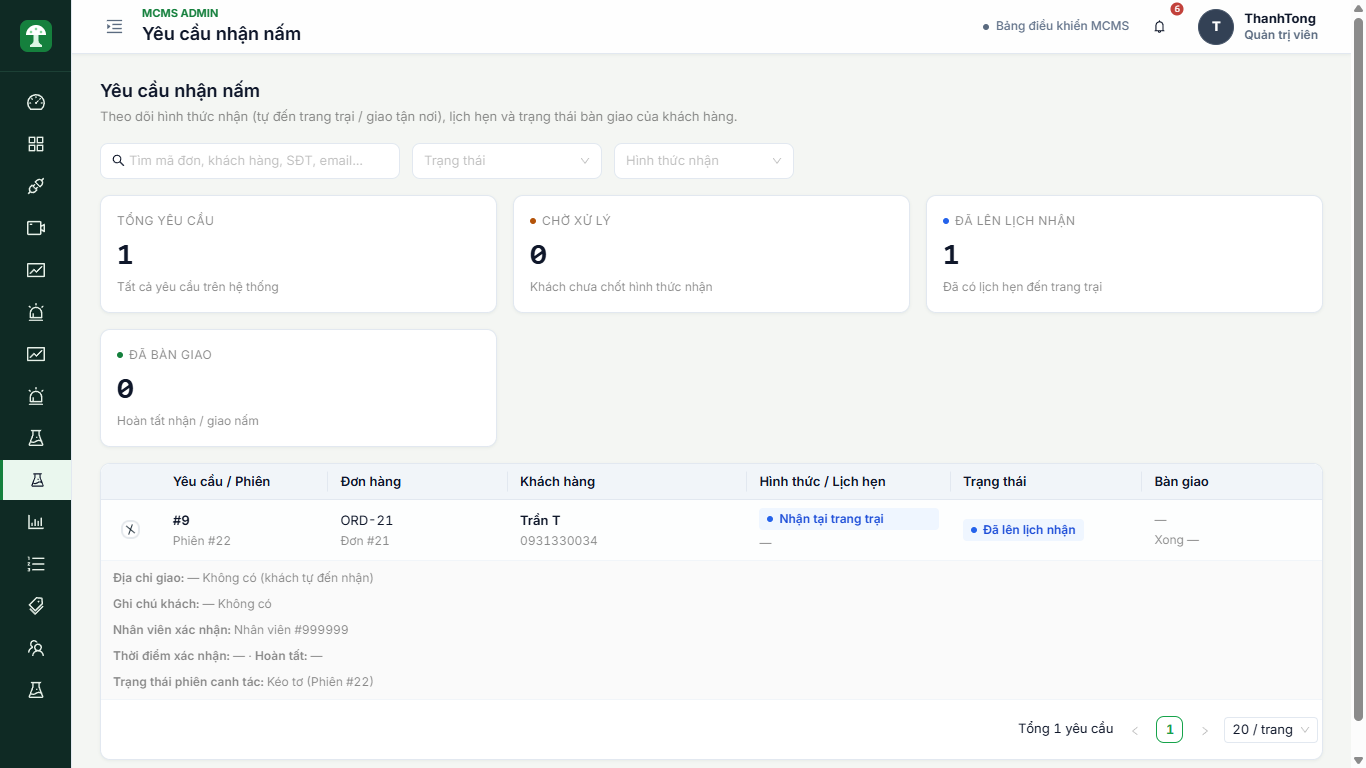 MCMS ADMIN
Yêu cầu nhận nấm
Bảng điều khiển MCMS
6
T
ThanhTong
Quản trị viên
Yêu cầu nhận nấm
Theo dõi hình thức nhận (tự đến trang trại / giao tận nơi), lịch hẹn và trạng thái bàn giao của khách hàng.
Tìm mã đơn, khách hàng, SĐT, email...
Trạng thái
Hình thức nhận
TỔNG YÊU CẦU
1
Tất cả yêu cầu trên hệ thống
CHỜ XỬ LÝ
0
Khách chưa chốt hình thức nhận
ĐÃ LÊN LỊCH NHẬN
1
Đã có lịch hẹn đến trang trại
ĐÃ BÀN GIAO
0
Hoàn tất nhận / giao nấm
Yêu cầu / Phiên
Đơn hàng
Khách hàng
Hình thức / Lịch hẹn
Trạng thái
Bàn giao
#9
Phiên #22
ORD-21
Đơn #21
Trần T
0931330034
Nhận tại trang trại
—
Đã lên lịch nhận
—
Xong —
Địa chỉ giao: — Không có (khách tự đến nhận)
Ghi chú khách: — Không có
Nhân viên xác nhận: Nhân viên #999999
Thời điểm xác nhận: — · Hoàn tất: —
Trạng thái phiên canh tác: Kéo tơ (Phiên #22)
Tổng 1 yêu cầu
1
20 / trang